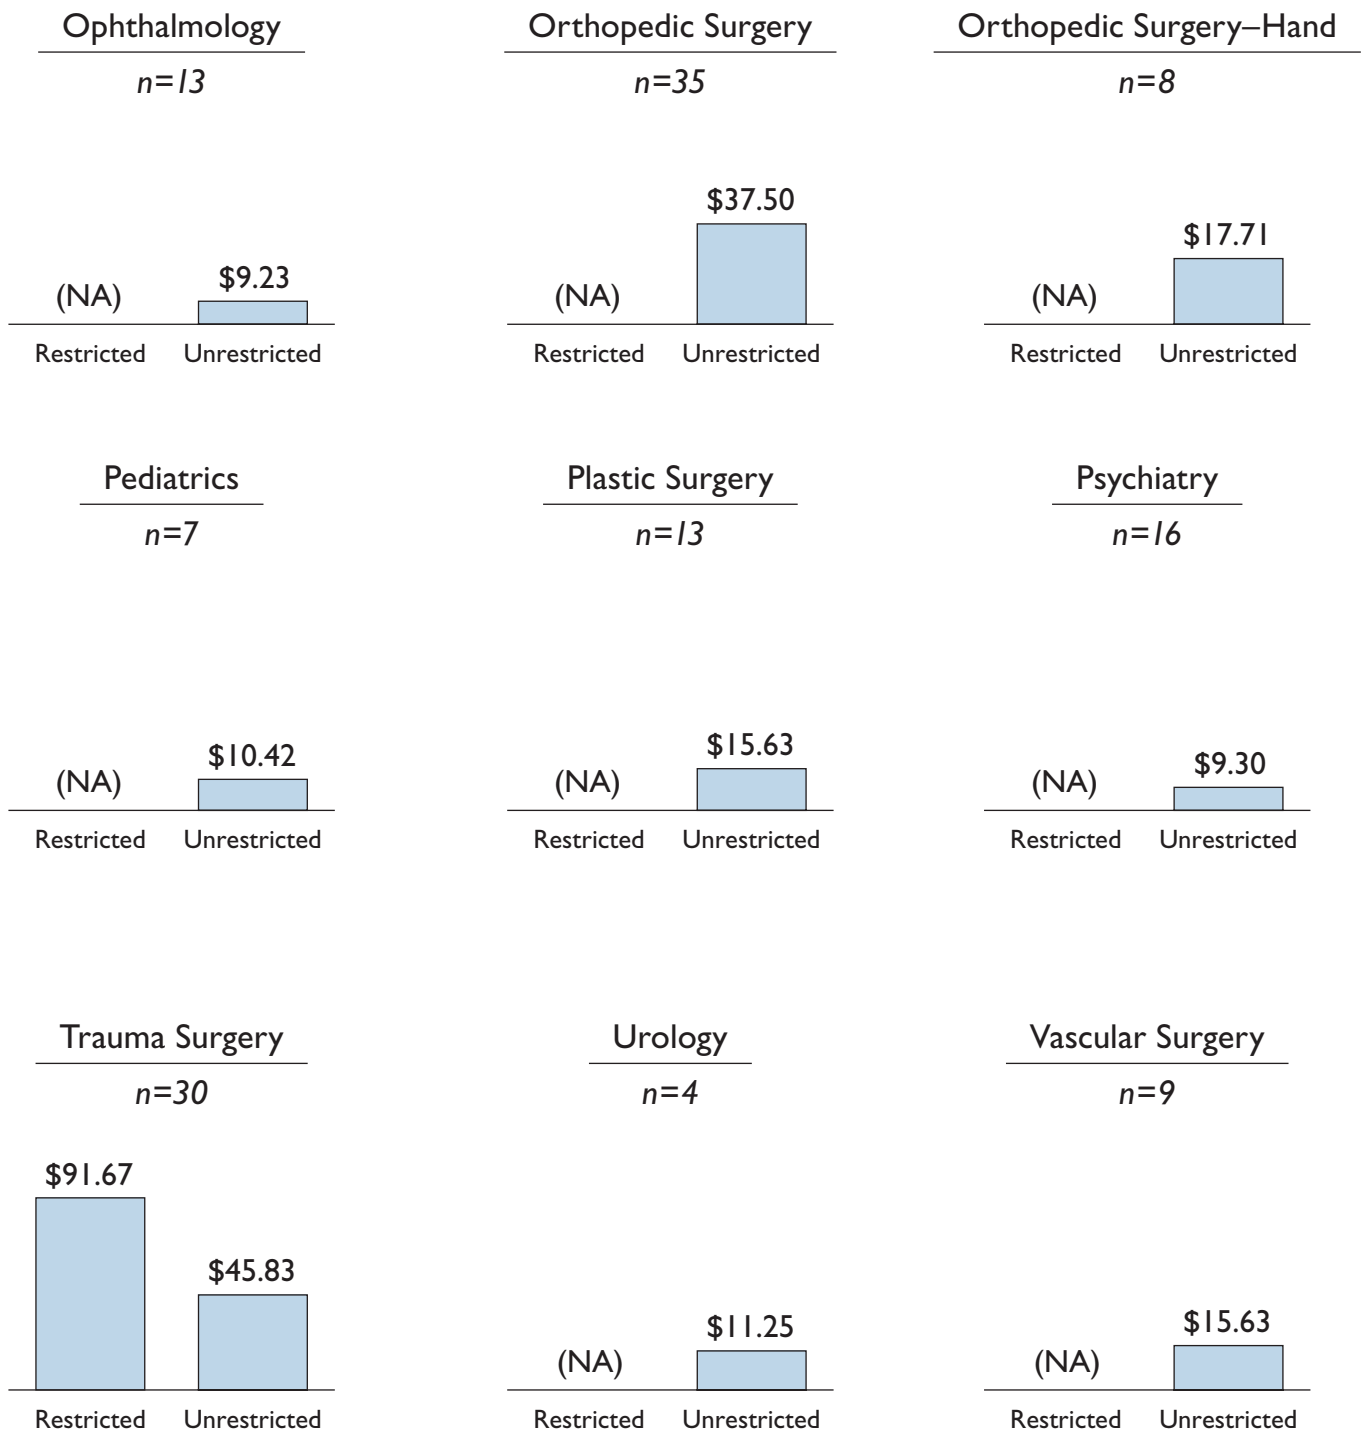 Ophthalmology
n=13
$9.23
(NA)
Restricted Unrestricted
Orthopedic Surgery
n=35
$37.50
(NA)
Restricted Unrestricted
Orthopedic Surgery–Hand
n=8
$17.71
(NA)
Restricted Unrestricted
Pediatrics
n=7
$10.42
(NA)
Restricted Unrestricted
Plastic Surgery
n=13
$15.63
(NA)
Restricted Unrestricted
Psychiatry
n=16
$9.30
(NA)
Restricted Unrestricted
Trauma Surgery
n=30
$91.67
$45.83
Restricted Unrestricted
Urology
n=4
$11.25
(NA)
Restricted Unrestricted
Vascular Surgery
n=9
$15.63
(NA)
Restricted Unrestricted